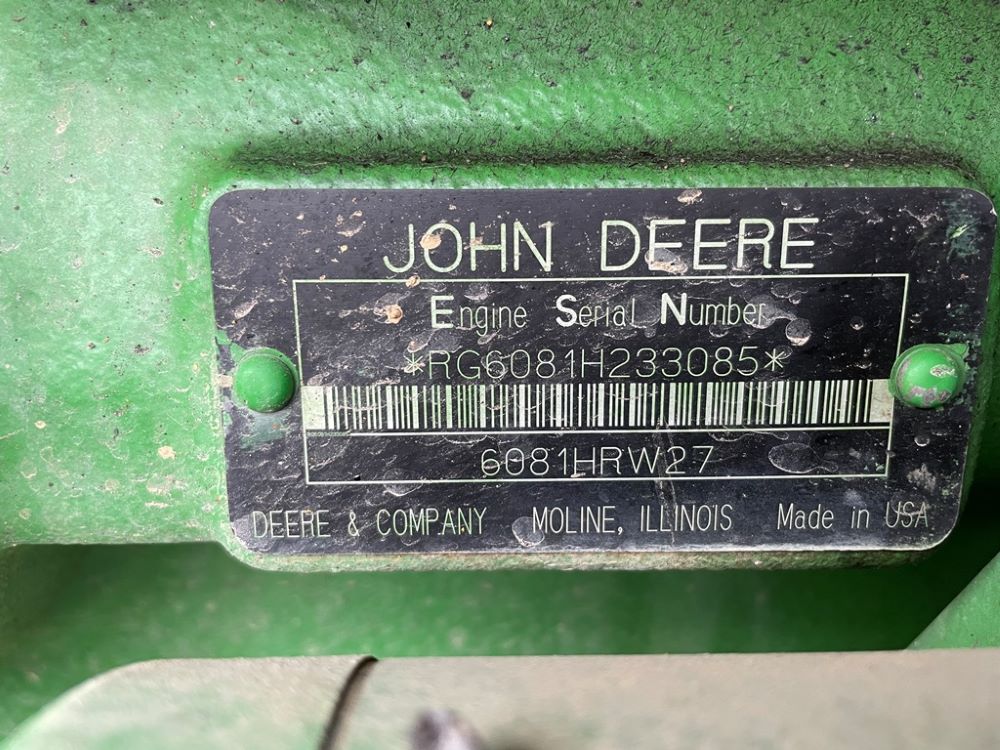 JOHN DEERE
Engine Serial Number
*RG6081H233085*
6081HRW27
DEERE & COMPANY MOLINE, ILLINOIS Made in USA